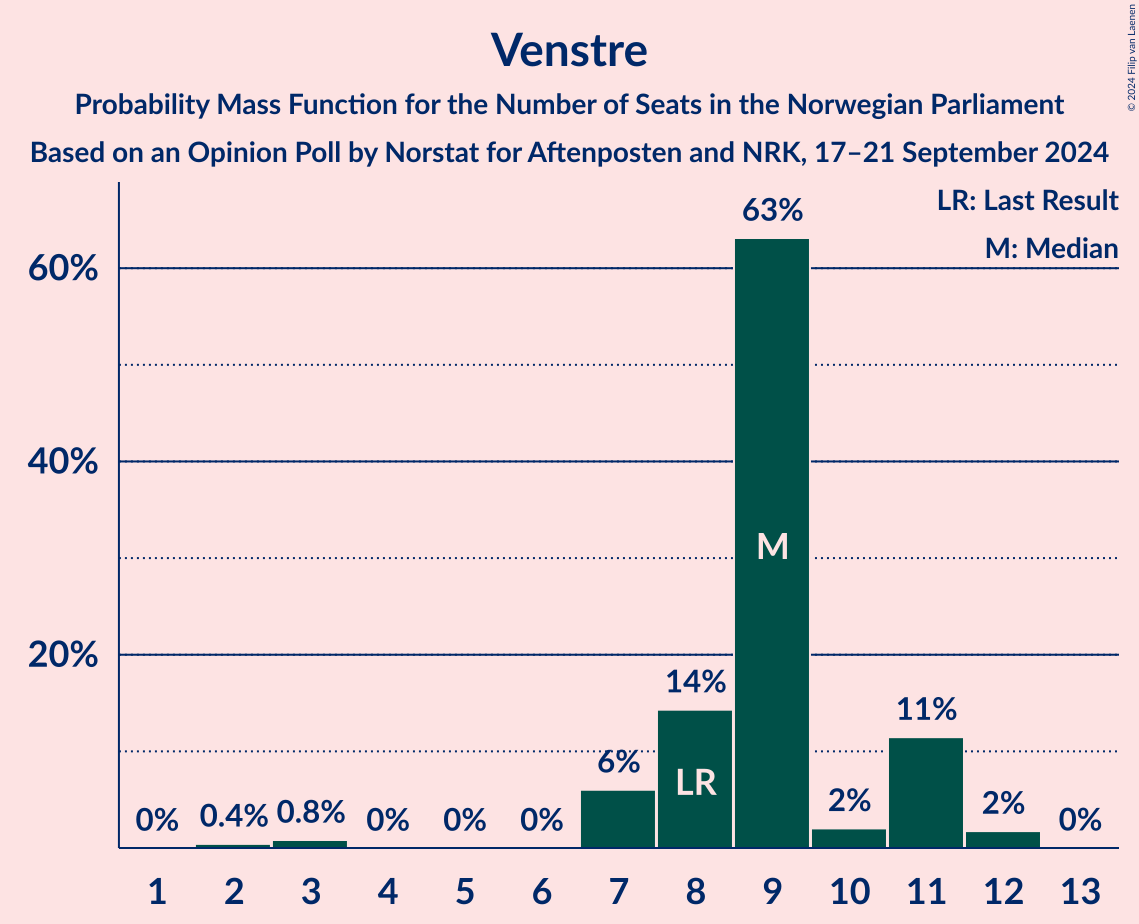 Venstre
Probability Mass Function for the Number of Seats in the Norwegian Parliament
Based on an Opinion Poll by Norstat for Aftenposten and NRK, 17–21 September 2024
© 2024 Filip van Laenen
LR: Last Result
M: Median
60%
40%
20%
0%
0.4%
0.8%
0%
0%
0%
6%
14%
63%
2%
11%
2%
0%
LR
M
1 2 3 4 5 6 7 8 9 10 11 12 13